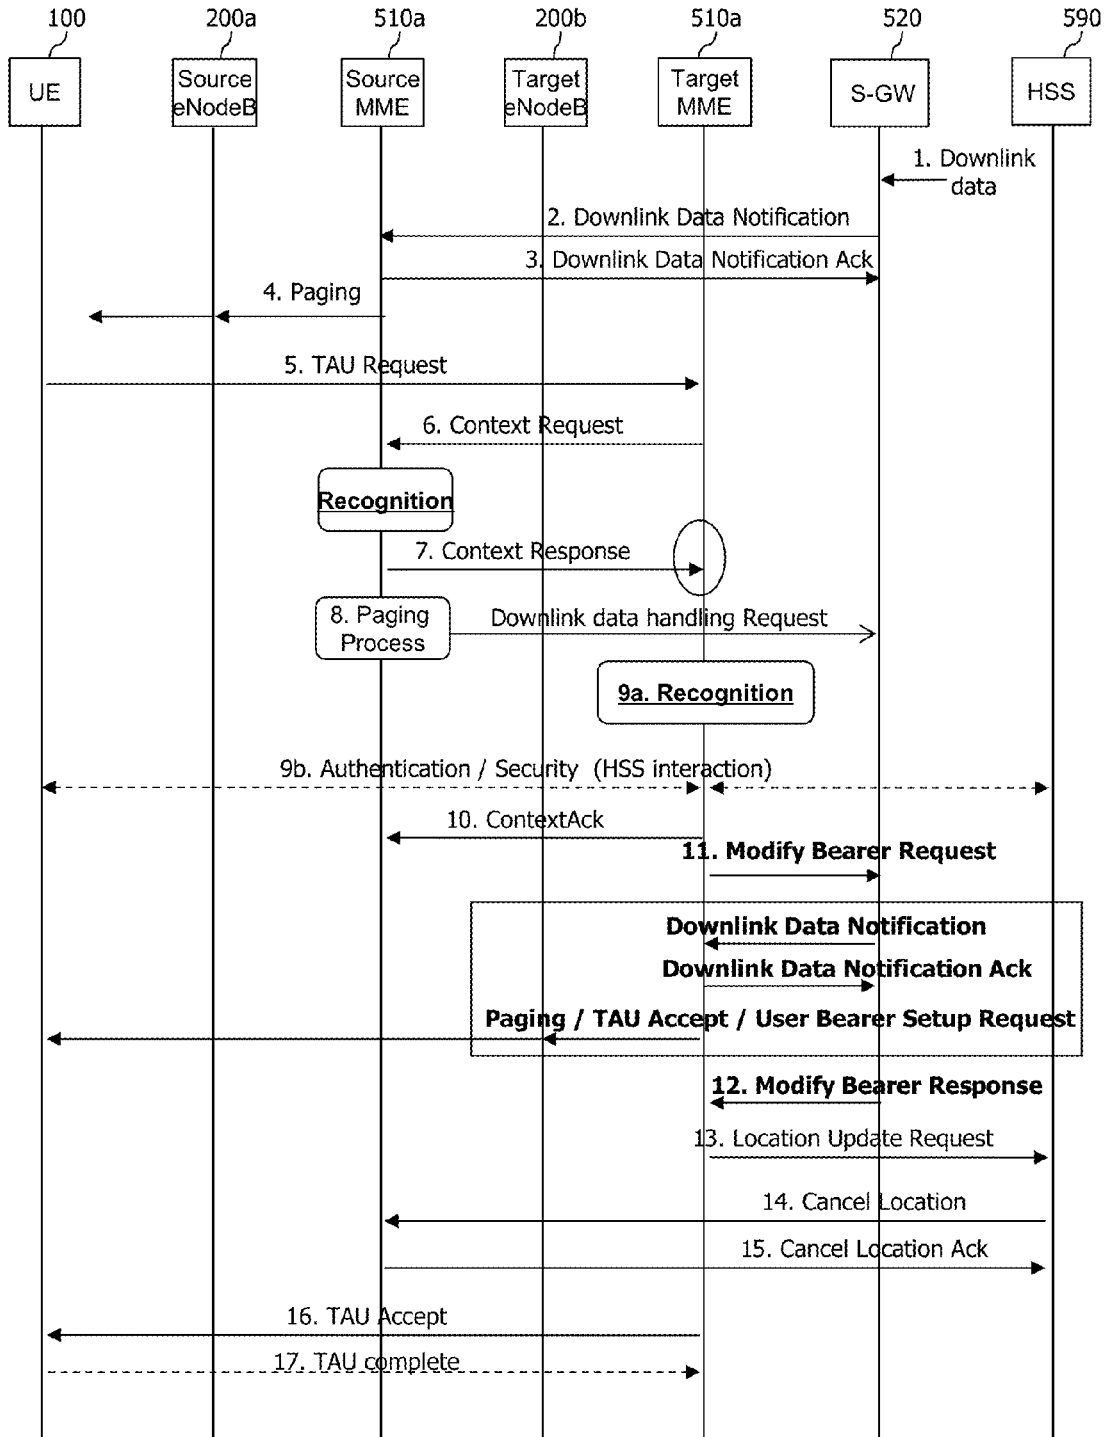 100
200a
510a
200b
510a
520
590
UE
Source
eNodeB
Source
MME
Target
eNodeB
Target
MME
S-GW
HSS
1. Downlink
data
2. Downlink Data Notification
3. Downlink Data Notification Ack
4. Paging
5. TAU Request
6. Context Request
Recognition
7. Context Response
8. Paging
Process
Downlink data handling Request
9a. Recognition
9b. Authentication / Security (HSS interaction)
10. ContextAck
11. Modify Bearer Request
Downlink Data Notification
Downlink Data Notification Ack
Paging / TAU Accept / User Bearer Setup Request
12. Modify Bearer Response
13. Location Update Request
14. Cancel Location
15. Cancel Location Ack
16. TAU Accept
17. TAU complete